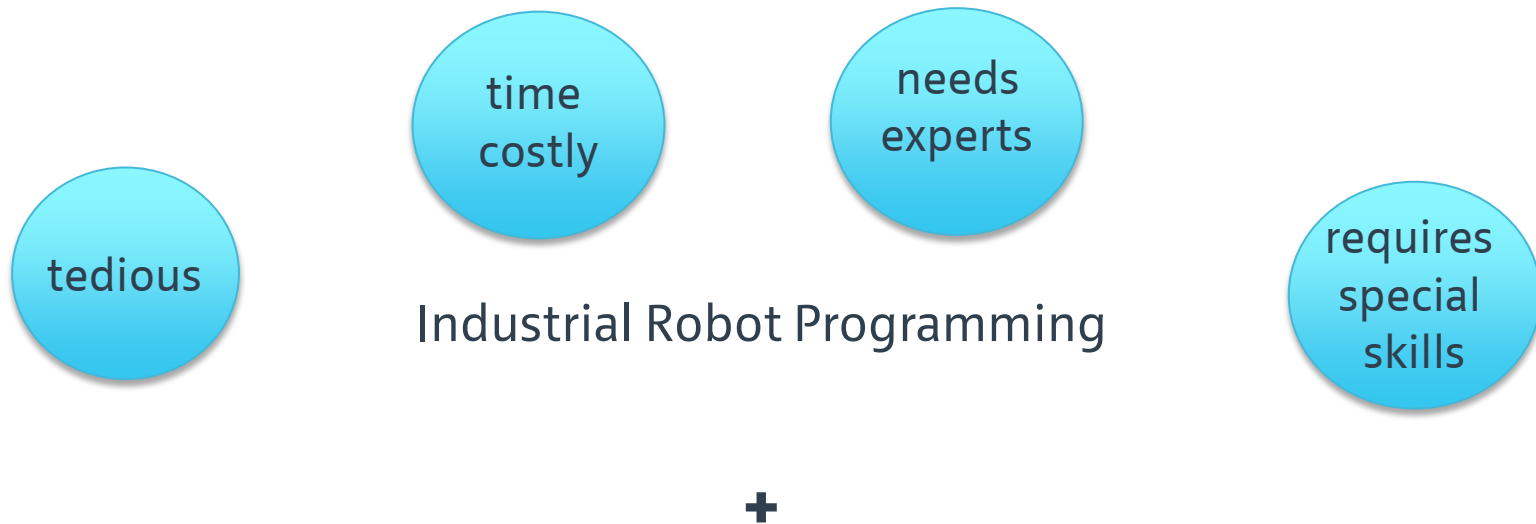 time
costly
needs
experts
tedious
requires
special
skills
Industrial Robot Programming
+